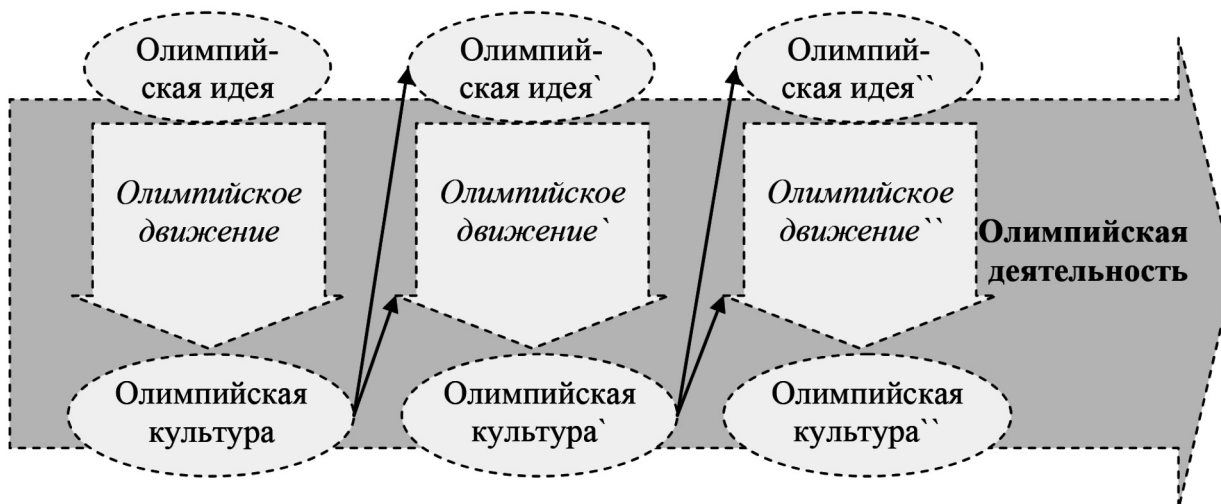 Олимпий-
ская идея
Олимпий-
ская идея`
Олимпий-
ская идея``
Олимпийское
движение
Олимпийское
движение`
Олимпийское
движение``
Олимпийская
деятельность
Олимпийская
культура
Олимпийская
культура`
Олимпийская
культура``